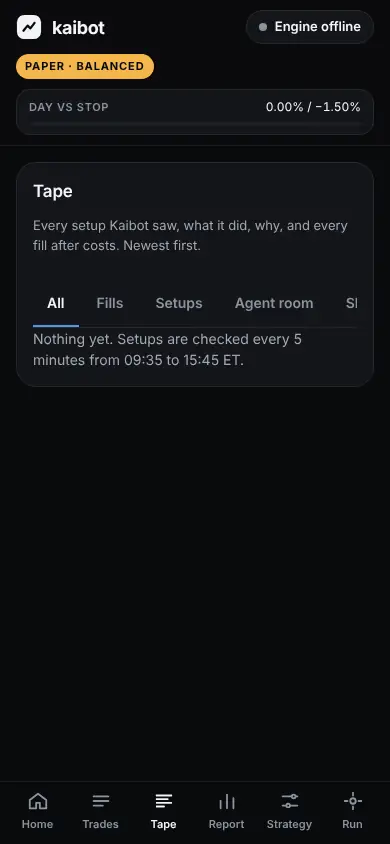 kaibot
Engine offline
PAPER · BALANCED
DAY VS STOP
0.00% / −1.50%
Tape
Every setup Kaibot saw, what it did, why, and every
fill after costs. Newest first.
All
Fills
Setups
Agent room
Nothing yet. Setups are checked every 5
minutes from 09:35 to 15:45 ET.
Home
Trades
Tape
Report
Strategy
Run